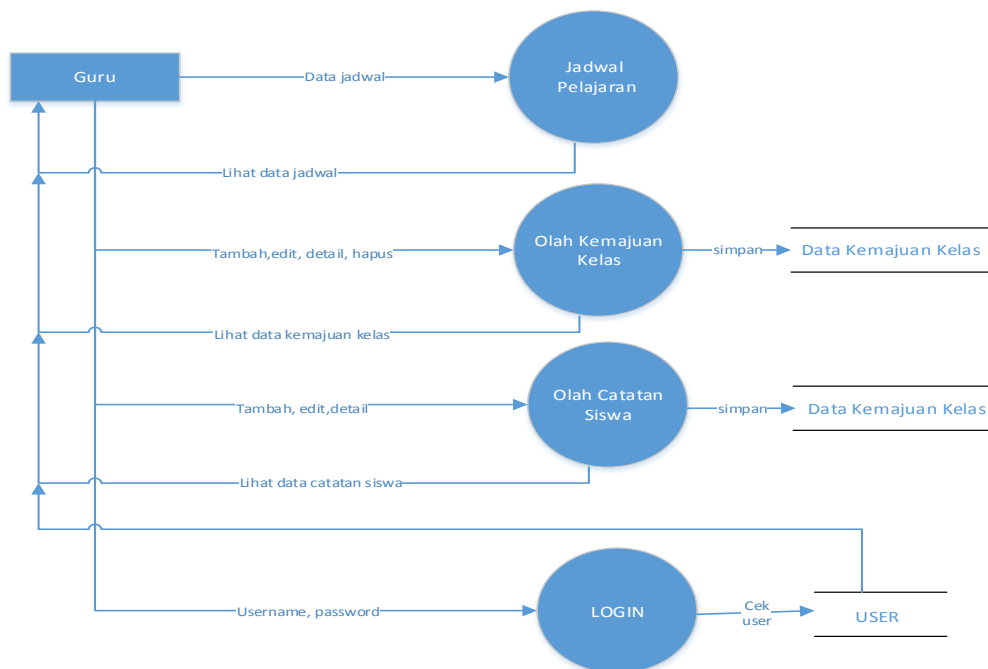 Guru
Data jadwal
Jadwal
Pelajaran
Lihat data jadwal
Tambah,edit, detail, hapus
Olah Kemajuan
Kelas
simpan
Data Kemajuan Kelas
Lihat data kemajuan kelas
Tambah, edit,detail
Olah Catatan
Siswa
simpan
Data Kemajuan Kelas
Lihat data catatan siswa
Username, password
LOGIN
Cek
user
USER